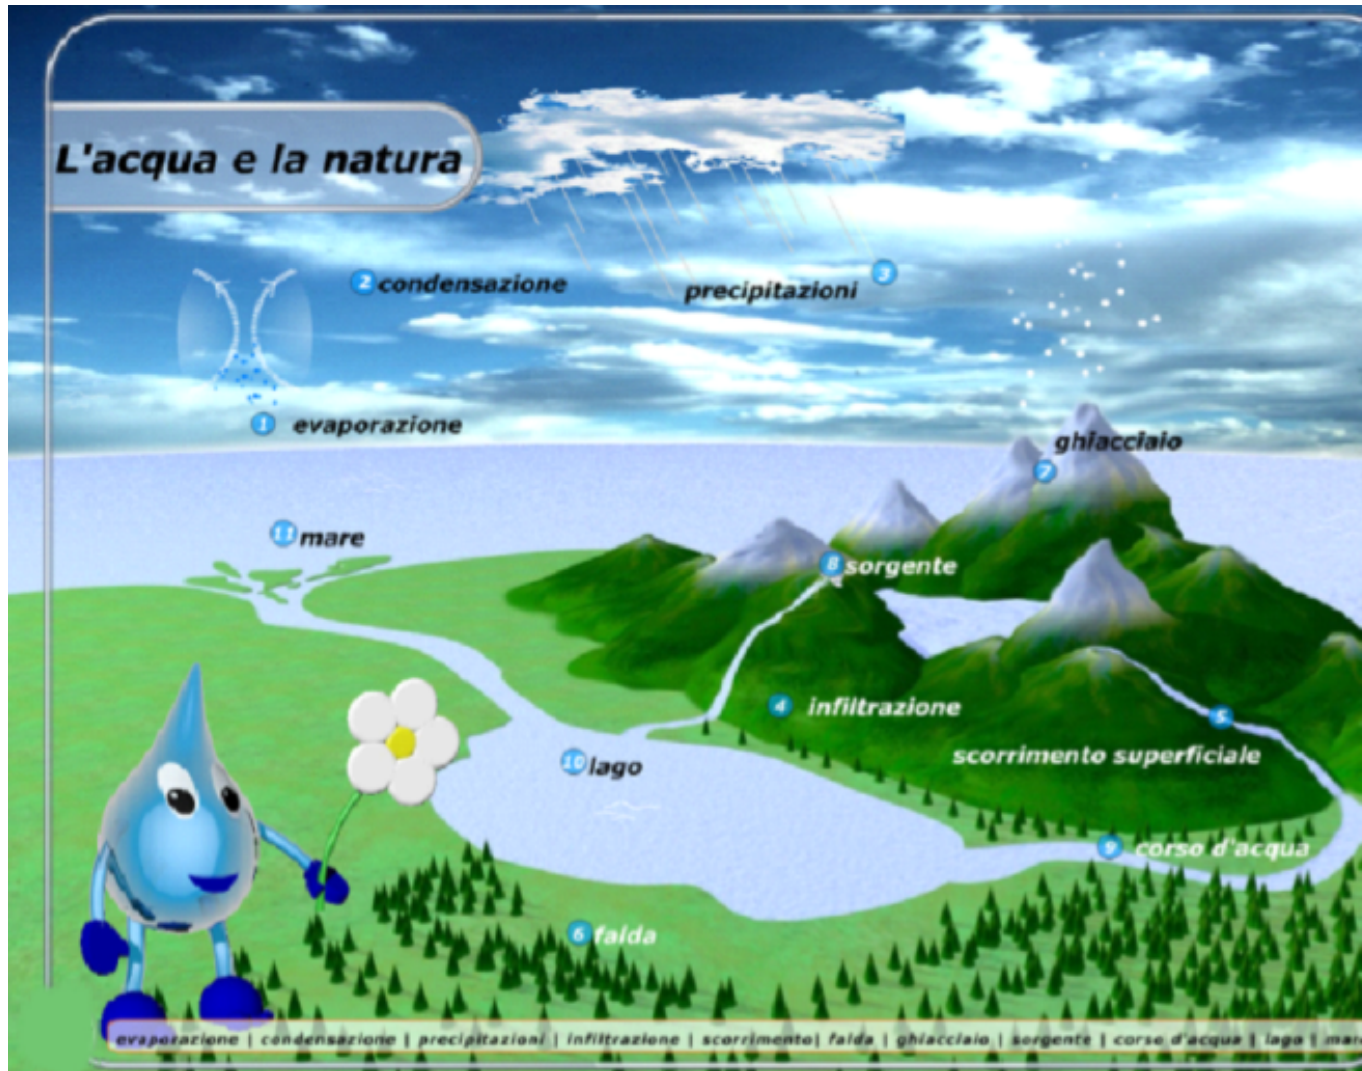 L'acqua e la natura
2 condensazione
precipitazioni 3
1 evaporazione
ghiacciaio
7
11 mare
8 sorgente
4 infiltrazione
5
scorrimento superficiale
10 lago
9 corso d'acqua
6 falda
evaporazione | condensazione | precipitazioni | infiltrazione | scorrimento| falda | ghiacciaio | sorgente | corso d'acqua | lago | mare